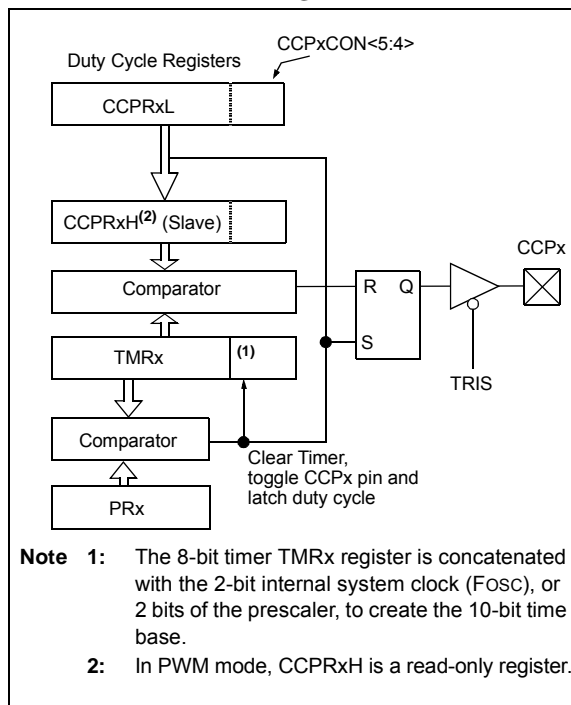 CCPxCON<5:4>
Duty Cycle Registers
CCPRxL
CCPRxH(2) (Slave)
CCPx
Comparator
R Q
TMRx (1)
S
TRIS
Comparator
Clear Timer,
toggle CCPx pin and
latch duty cycle
PRx
Note 1: The 8-bit timer TMRx register is concatenated
with the 2-bit internal system clock (FOSC), or
2 bits of the prescaler, to create the 10-bit time
base.
2: In PWM mode, CCPRxH is a read-only register.